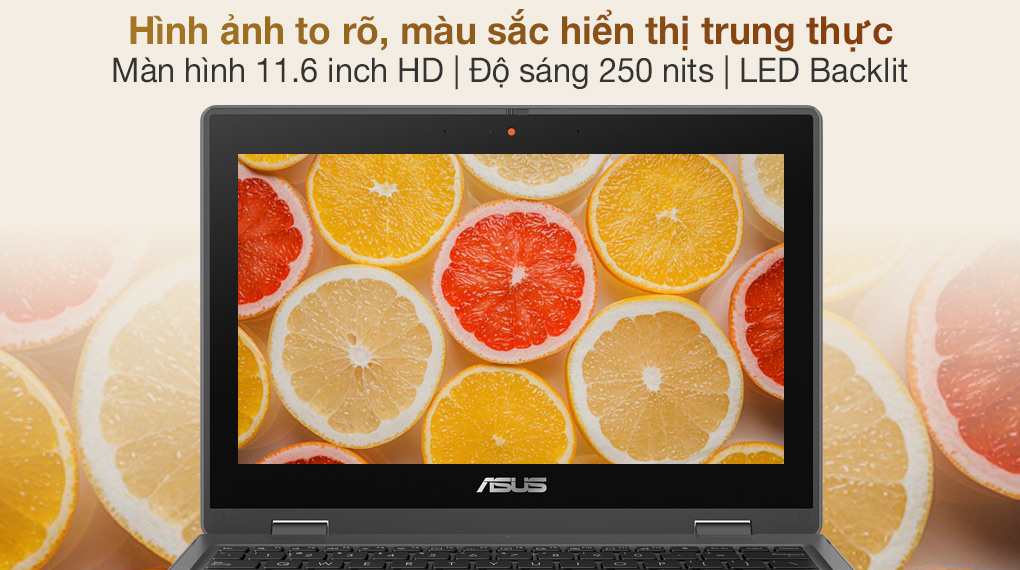 Hình ảnh to rõ, màu sắc hiển thị trung thực
Màn hình 11.6 inch HD | Độ sáng 250 nits | LED Backlit
ASUS
Q W E R T Y U I O P